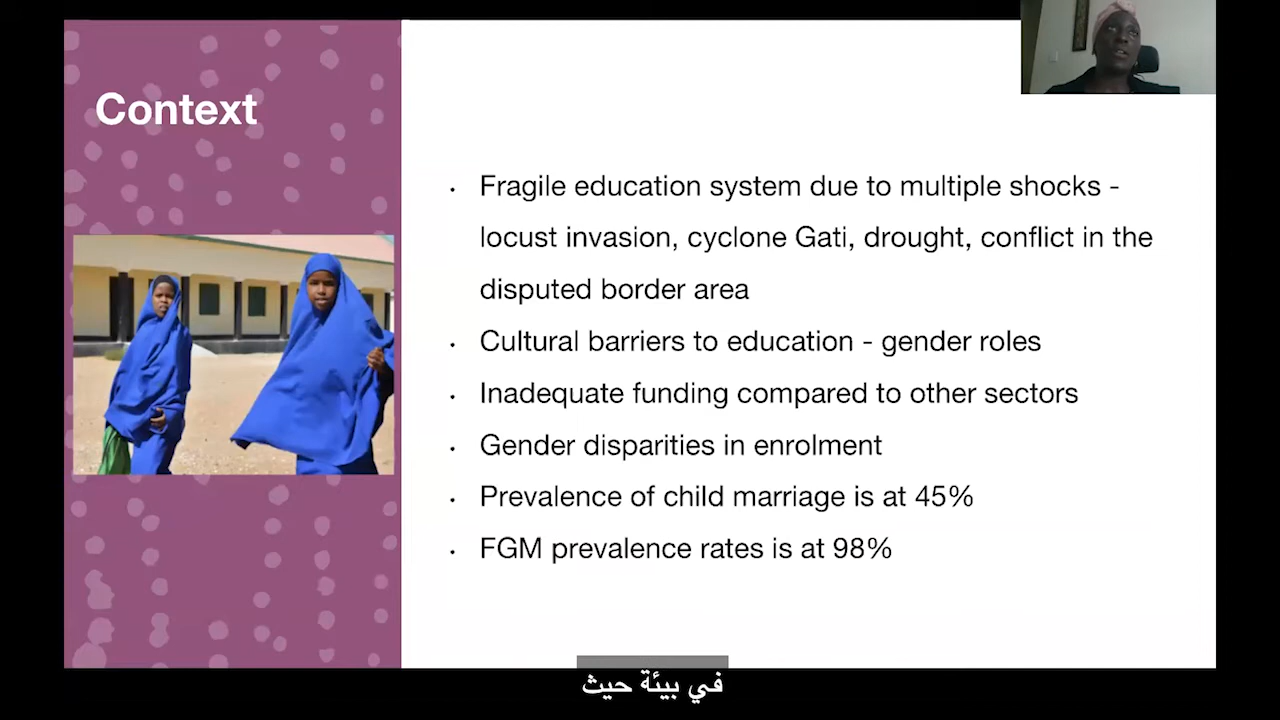 Context
• Fragile education system due to multiple shocks -
locust invasion, cyclone Gati, drought, conflict in the
disputed border area
• Cultural barriers to education - gender roles
• Inadequate funding compared to other sectors
• Gender disparities in enrolment
• Prevalence of child marriage is at 45%
• FGM prevalence rates is at 98%
في بيئة حيث